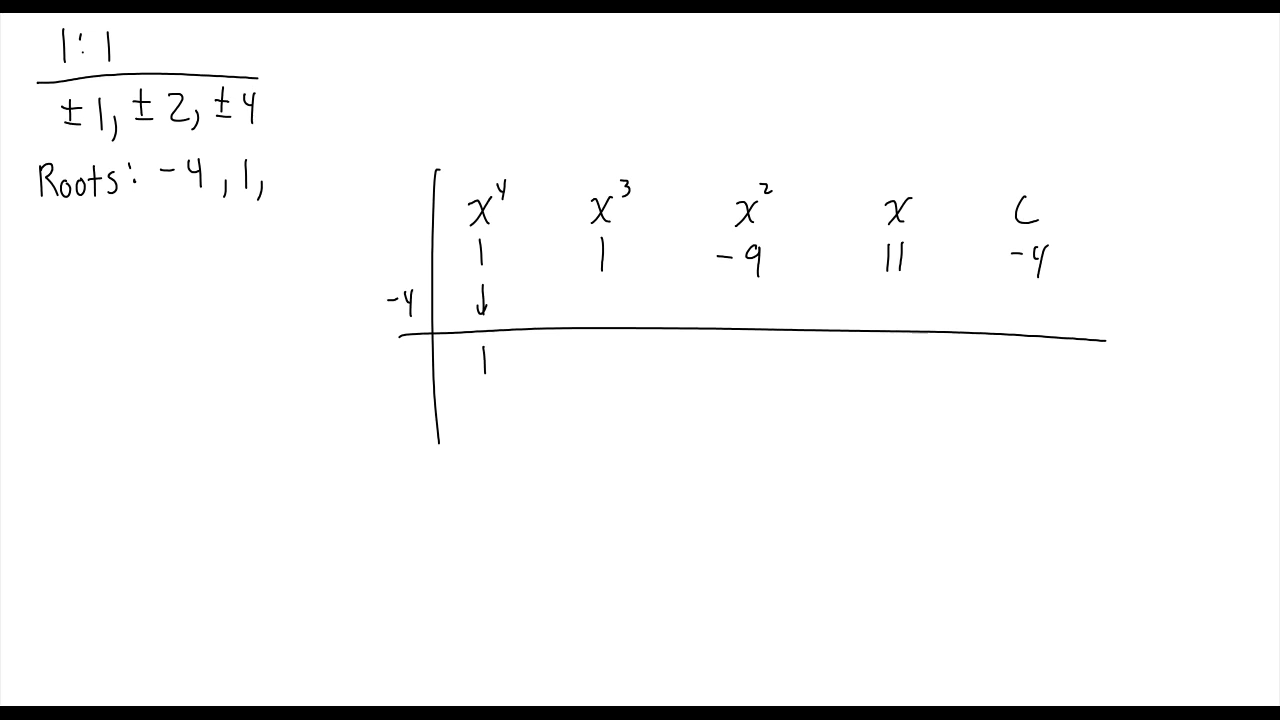 1: 1
± 1, ± 2, ± 4
Roots: -4, 1,
x⁴ x³ x² x C
1 1 -9 11 -4
-4 ↓
1